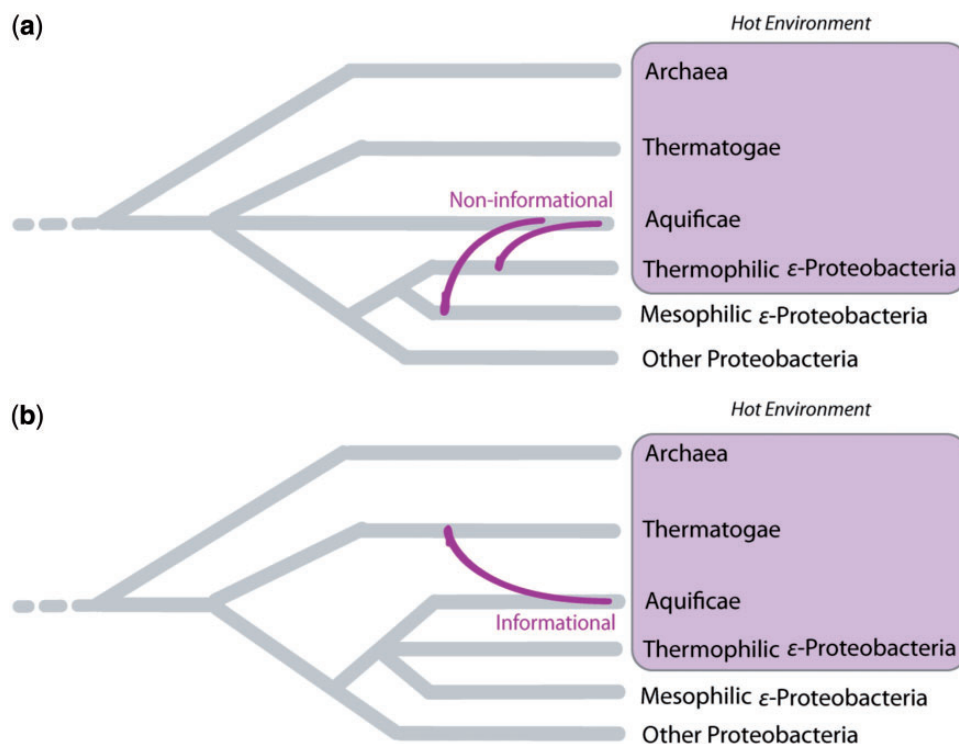 (a)
Hot Environment
Archaea
Thermatogae
Non-informational
Aquificae
Thermophilic ε-Proteobacteria
Mesophilic ε-Proteobacteria
Other Proteobacteria
(b)
Hot Environment
Archaea
Thermatogae
Aquificae
Informational
Thermophilic ε-Proteobacteria
Mesophilic ε-Proteobacteria
Other Proteobacteria